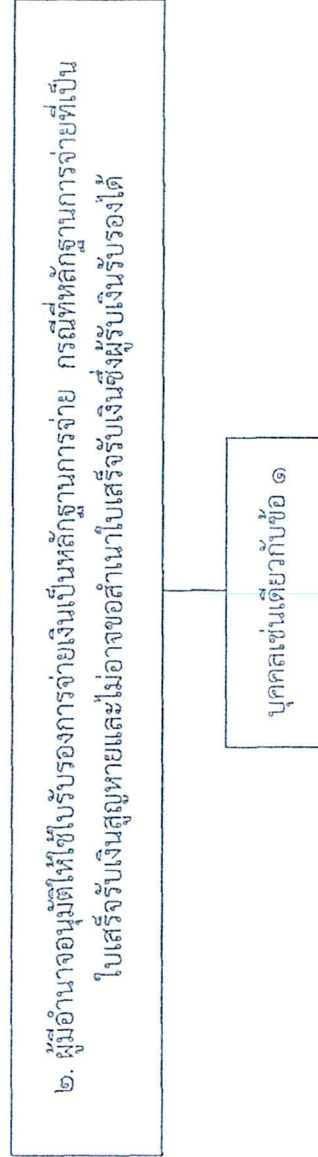 ๒. ผู้มีอำนาจอนุมัติให้ใช้ใบรับรองการจ่ายเงินเป็นหลักฐานการจ่าย กรณีที่หลักฐานการจ่ายที่เป็น
ใบเสร็จรับเงินสูญหายและไม่อาจขอสำเนาใบเสร็จรับเงินซึ่งผู้รับเงินรับรองได้
บุคคลเช่นเดียวกับข้อ ๑